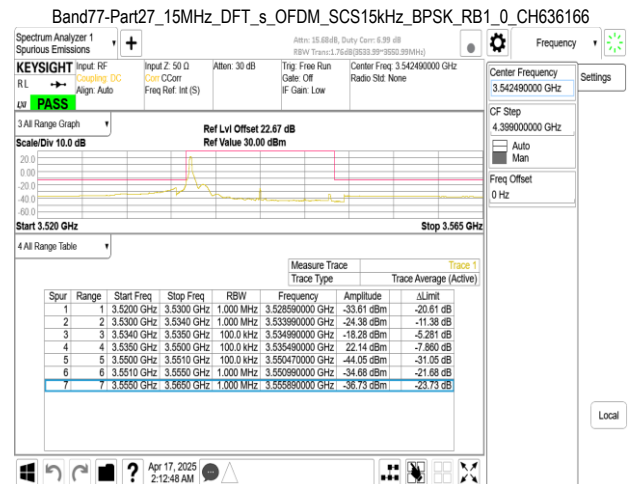 Band77-Part27_15MHz_DFT_s_OFDM_SCS15kHz_BPSK_RB1_0_CH636166
Spectrum Analyzer 1
Spurious Emissions
Attn: 15.68dB, Duty Corr: 6.99 dB
RBW Trans:1.76dB(3533.99~3550.99MHz)
Frequency
KEYSIGHT Input: RF Input Z: 50 Ω Atten: 30 dB Trig: Free Run Center Freq: 3.542490000 GHz
RL Coupling: DC Corr CCorr Gate: Off Radio Std: None
Align: Auto Freq Ref: Int (S) IF Gain: Low
PASS
Center Frequency
3.542490000 GHz
Settings
CF Step
4.399000000 GHz
Auto
Man
Freq Offset
0 Hz
3 All Range Graph
Ref Lvl Offset 22.67 dB
Scale/Div 10.0 dB Ref Value 30.00 dBm
20.0
0.00
-20.0
-40.0
-60.0
Start 3.520 GHz Stop 3.565 GHz
4 All Range Table
Measure Trace Trace 1
Trace Type Trace Average (Active)
Spur Range Start Freq Stop Freq RBW Frequency Amplitude ΔLimit
1 1 3.5200 GHz 3.5300 GHz 1.000 MHz 3.528590000 GHz -33.61 dBm -20.61 dB
2 2 3.5300 GHz 3.5340 GHz 1.000 MHz 3.533990000 GHz -24.38 dBm -11.38 dB
3 3 3.5340 GHz 3.5350 GHz 100.0 kHz 3.534990000 GHz -18.28 dBm -5.281 dB
4 4 3.5350 GHz 3.5500 GHz 100.0 kHz 3.535490000 GHz 22.14 dBm -7.860 dB
5 5 3.5500 GHz 3.5510 GHz 100.0 kHz 3.550470000 GHz -44.05 dBm -31.05 dB
6 6 3.5510 GHz 3.5550 GHz 1.000 MHz 3.550990000 GHz -34.68 dBm -21.68 dB
7 7 3.5550 GHz 3.5650 GHz 1.000 MHz 3.555890000 GHz -36.73 dBm -23.73 dB
Local
Apr 17, 2025
2:12:48 AM